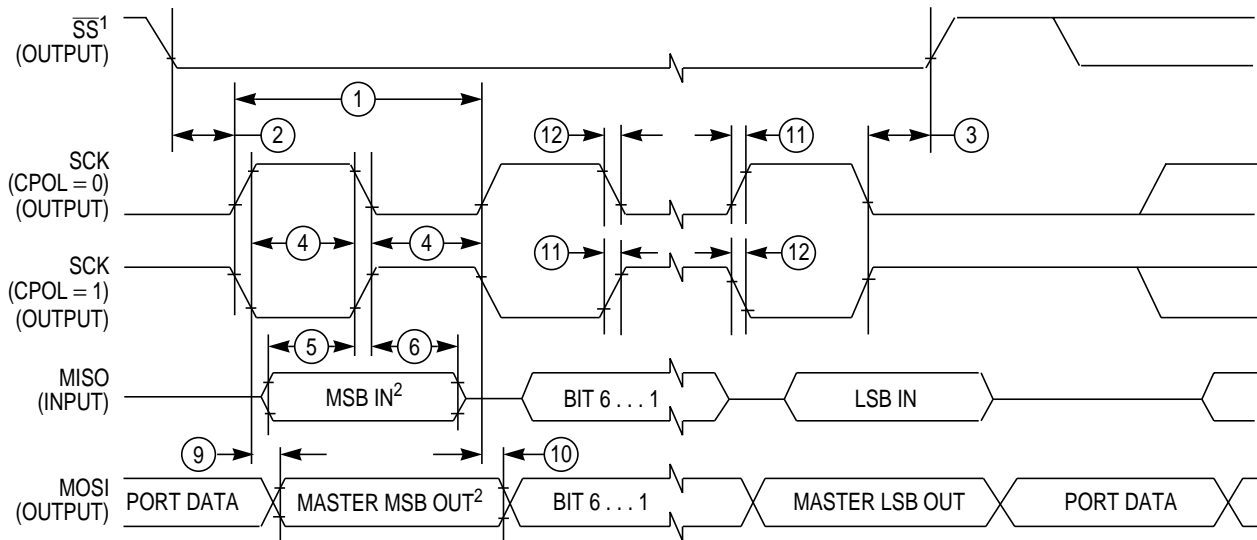 SS¹
(OUTPUT)
1
2
12
11
3
SCK
(CPOL = 0)
(OUTPUT)
4
4
11
12
SCK
(CPOL = 1)
(OUTPUT)
5
6
MISO
(INPUT)
MSB IN²
BIT 6 . . . 1
LSB IN
9
10
MOSI
(OUTPUT)
PORT DATA
MASTER MSB OUT²
BIT 6 . . . 1
MASTER LSB OUT
PORT DATA